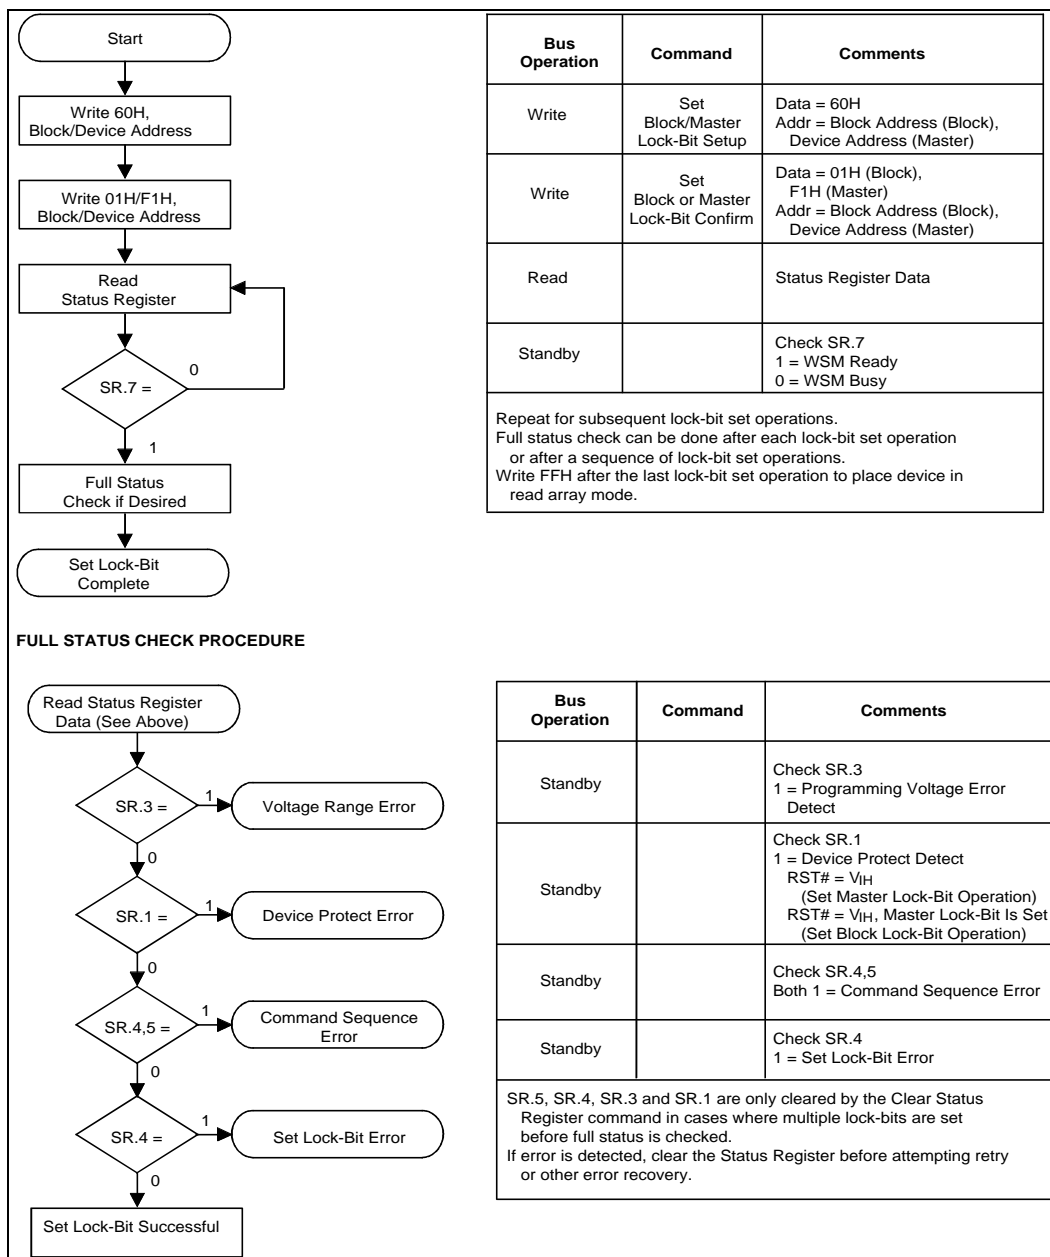 Start
Write 60H,
Block/Device Address
Write 01H/F1H,
Block/Device Address
Read
Status Register
SR.7 =
0
1
Full Status
Check if Desired
Set Lock-Bit
Complete
Bus
Operation
Command
Comments
Write
Set
Block/Master
Lock-Bit Setup
Data = 60H
Addr = Block Address (Block),
Device Address (Master)
Write
Set
Block or Master
Lock-Bit Confirm
Data = 01H (Block),
F1H (Master)
Addr = Block Address (Block),
Device Address (Master)
Read
Status Register Data
Standby
Check SR.7
1 = WSM Ready
0 = WSM Busy
Repeat for subsequent lock-bit set operations.
Full status check can be done after each lock-bit set operation
or after a sequence of lock-bit set operations.
Write FFH after the last lock-bit set operation to place device in
read array mode.
FULL STATUS CHECK PROCEDURE
Read Status Register
Data (See Above)
SR.3 =
1
Voltage Range Error
0
SR.1 =
1
Device Protect Error
0
SR.4,5 =
1
Command Sequence
Error
0
SR.4 =
1
Set Lock-Bit Error
0
Set Lock-Bit Successful
Bus
Operation
Command
Comments
Standby
Check SR.3
1 = Programming Voltage Error
Detect
Standby
Check SR.1
1 = Device Protect Detect
RST# = VIH
(Set Master Lock-Bit Operation)
RST# = VIH, Master Lock-Bit Is Set
(Set Block Lock-Bit Operation)
Standby
Check SR.4,5
Both 1 = Command Sequence Error
Standby
Check SR.4
1 = Set Lock-Bit Error
SR.5, SR.4, SR.3 and SR.1 are only cleared by the Clear Status
Register command in cases where multiple lock-bits are set
before full status is checked.
If error is detected, clear the Status Register before attempting retry
or other error recovery.